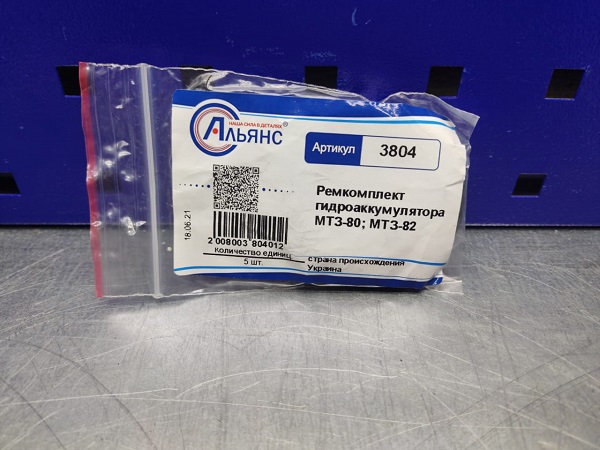 НАША СИЛА В ДЕТАЛЯХ
АЛЬЯНС®
Артикул 3804
Ремкомплект
гидроаккумулятора
МТЗ-80; МТЗ-82
18.06.21
2 008003 804012
Количество единиц
5 шт.
страна происхождения
Украина